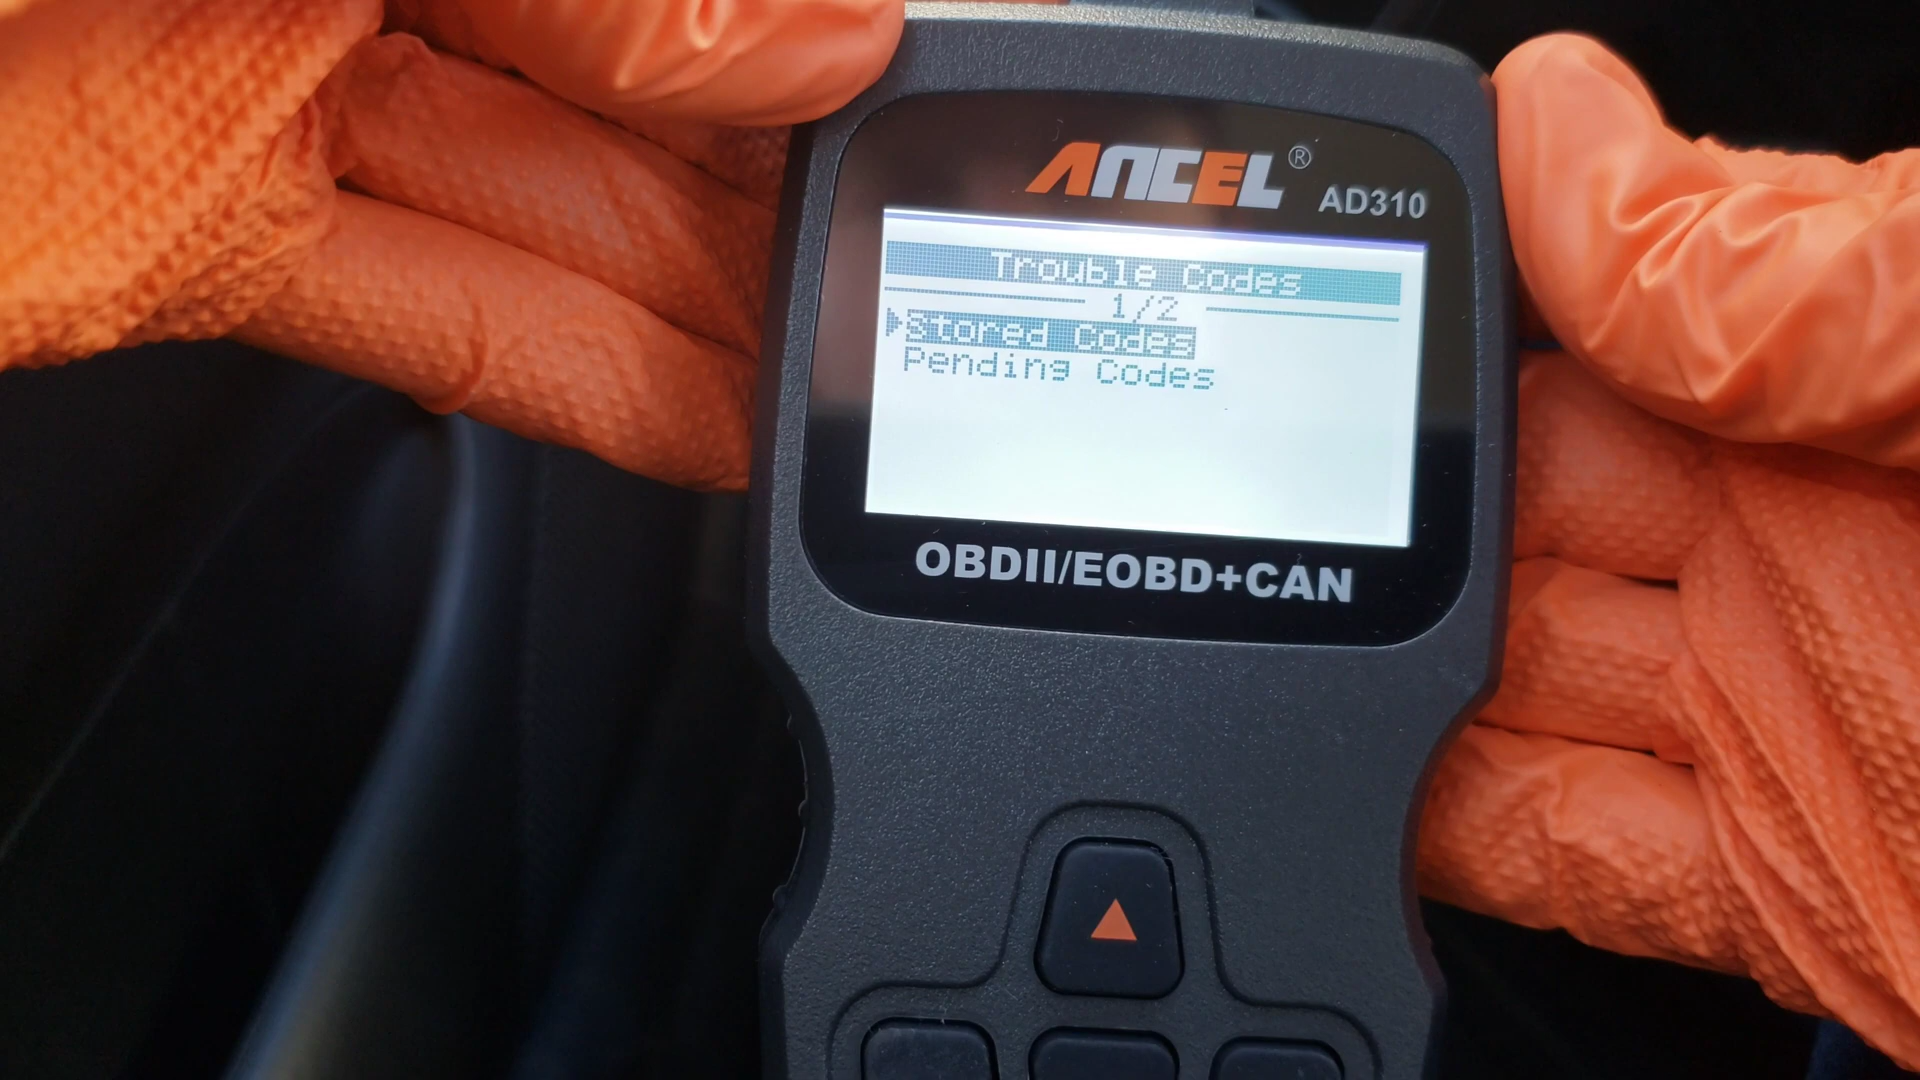 ANCEL®
AD310
Trouble Codes
1/2
Stored Codes
Pending Codes
OBDII/EOBD+CAN